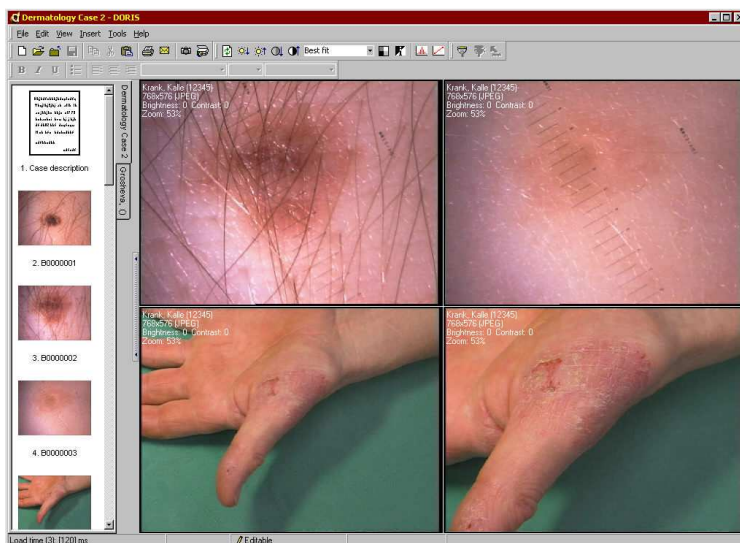 Dermatology Case 2 - DORIS
File Edit View Insert Tools Help
Best fit
B I U
1. Case description
2. B0000001
3. B0000002
4. B0000003
Dermatology Case 2
Grosheva, O
Krank, Kalle (12345)
768x576 (JPEG)
Brightness: 0 Contrast: 0
Zoom: 53%
Krank, Kalle (12345)
768x576 (JPEG)
Brightness: 0 Contrast: 0
Zoom: 53%
Krank, Kalle (12345)
768x576 (JPEG)
Brightness: 0 Contrast: 0
Zoom: 53%
Krank, Kalle (12345)
768x576 (JPEG)
Brightness: 0 Contrast: 0
Zoom: 53%
Load time (3): [120] ms
Editable